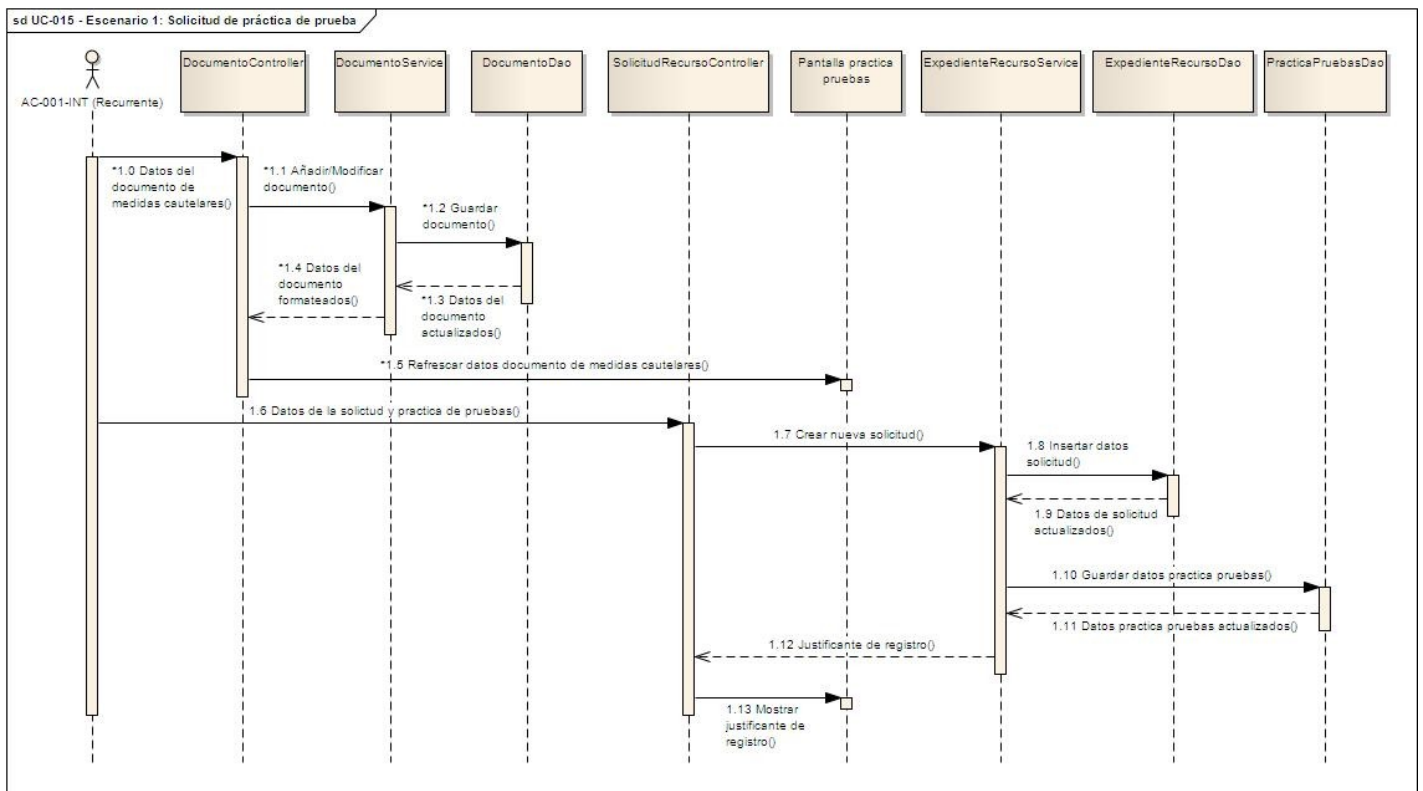 sd UC-015 - Escenario 1: Solicitud de práctica de prueba
AC-001-INT (Recurrente)
DocumentoController
DocumentoService
DocumentoDao
SolicitudRecursoController
Pantalla practica
pruebas
ExpedienteRecursoService
ExpedienteRecursoDao
PracticaPruebasDao
*1.0 Datos del
documento de
medidas cautelares()
*1.1 Añadir/Modificar
documento()
*1.2 Guardar
documento()
*1.3 Datos del
documento
actualizados()
*1.4 Datos del
documento
formateados()
*1.5 Refrescar datos documento de medidas cautelares()
1.6 Datos de la solictud y practica de pruebas()
1.7 Crear nueva solicitud()
1.8 Insertar datos
solicitud()
1.9 Datos de solicitud
actualizados()
1.10 Guardar datos practica pruebas()
1.11 Datos practica pruebas actualizados()
1.12 Justificante de registro()
1.13 Mostrar
justificante de
registro()